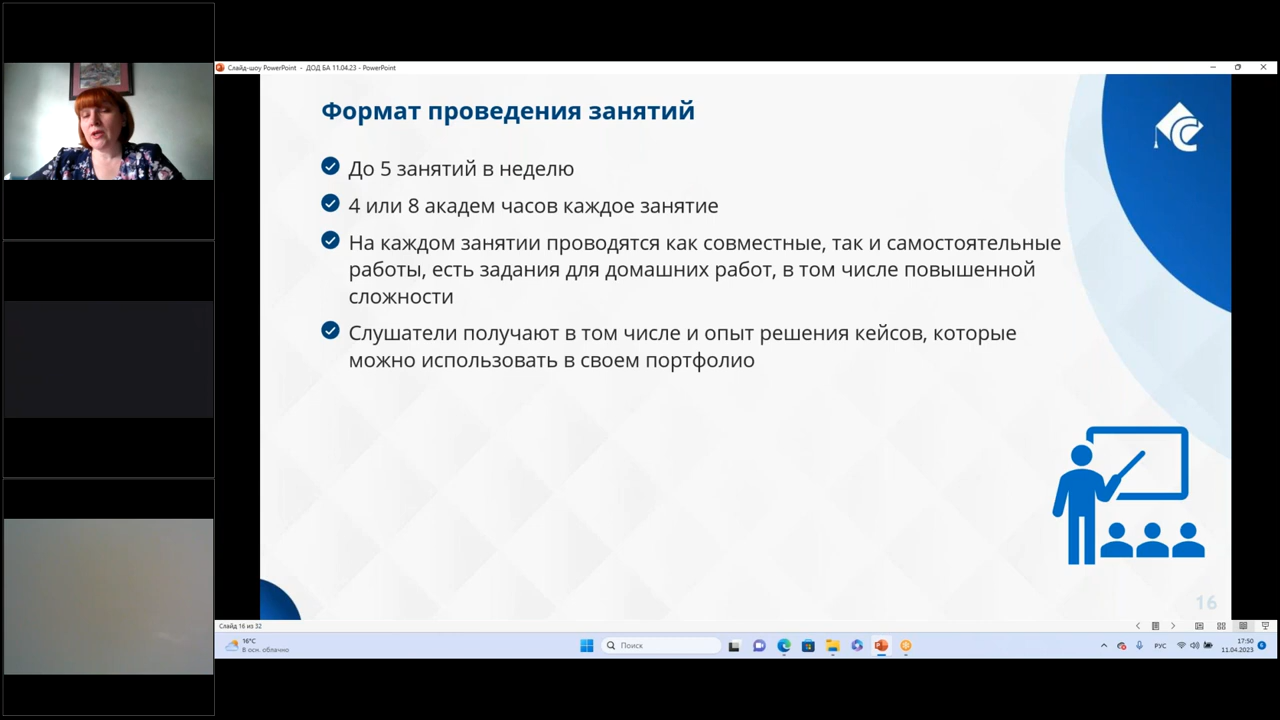 Слайд-шоу PowerPoint - ДОД БА 11.04.23 - PowerPoint
Формат проведения занятий
До 5 занятий в неделю
4 или 8 академ часов каждое занятие
На каждом занятии проводятся как совместные, так и самостоятельные
работы, есть задания для домашних работ, в том числе повышенной
сложности
Слушатели получают в том числе и опыт решения кейсов, которые
можно использовать в своем портфолио
16
Слайд 16 из 32
16°C
В осн. облачно
Поиск
РУС
17:50
11.04.2023